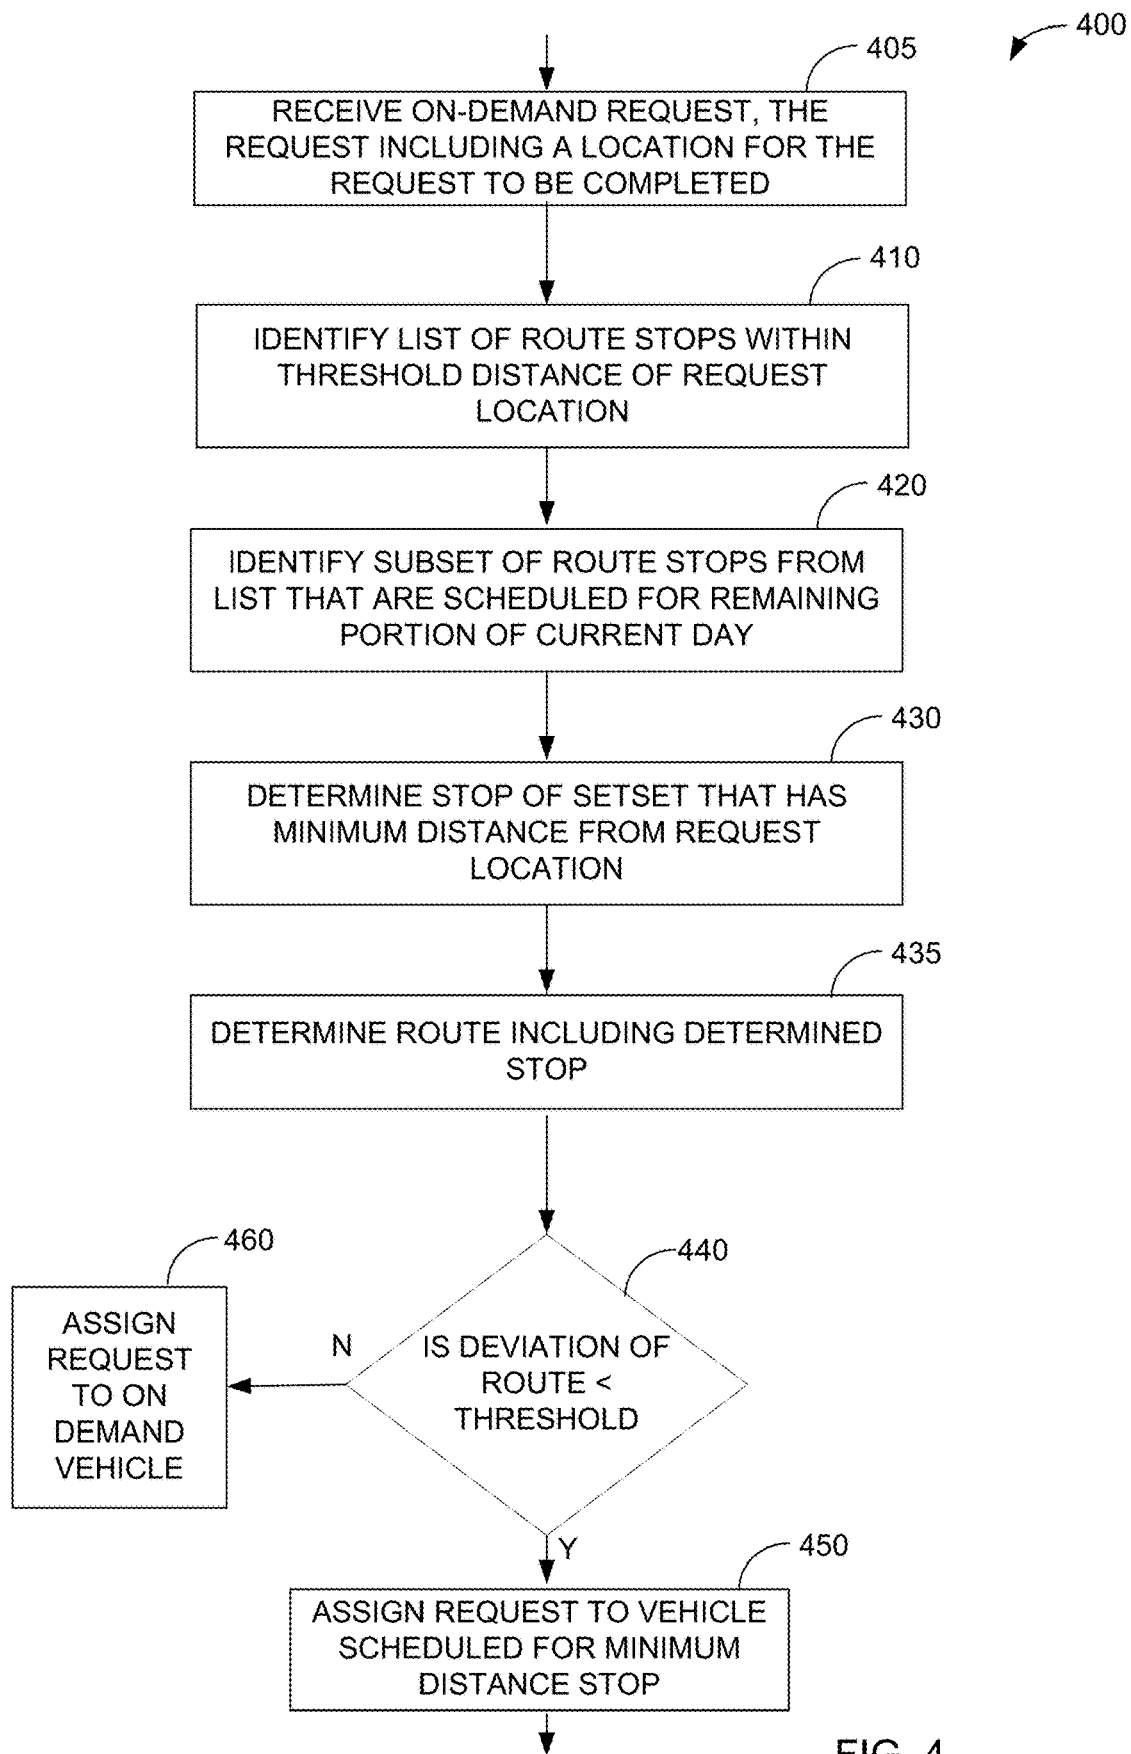 400
405
RECEIVE ON-DEMAND REQUEST, THE
REQUEST INCLUDING A LOCATION FOR THE
REQUEST TO BE COMPLETED
410
IDENTIFY LIST OF ROUTE STOPS WITHIN
THRESHOLD DISTANCE OF REQUEST
LOCATION
420
IDENTIFY SUBSET OF ROUTE STOPS FROM
LIST THAT ARE SCHEDULED FOR REMAINING
PORTION OF CURRENT DAY
430
DETERMINE STOP OF SETSET THAT HAS
MINIMUM DISTANCE FROM REQUEST
LOCATION
435
DETERMINE ROUTE INCLUDING DETERMINED
STOP
440
IS DEVIATION OF
ROUTE <
THRESHOLD
N
460
ASSIGN
REQUEST
TO ON
DEMAND
VEHICLE
Y
450
ASSIGN REQUEST TO VEHICLE
SCHEDULED FOR MINIMUM
DISTANCE STOP
FIG. 4